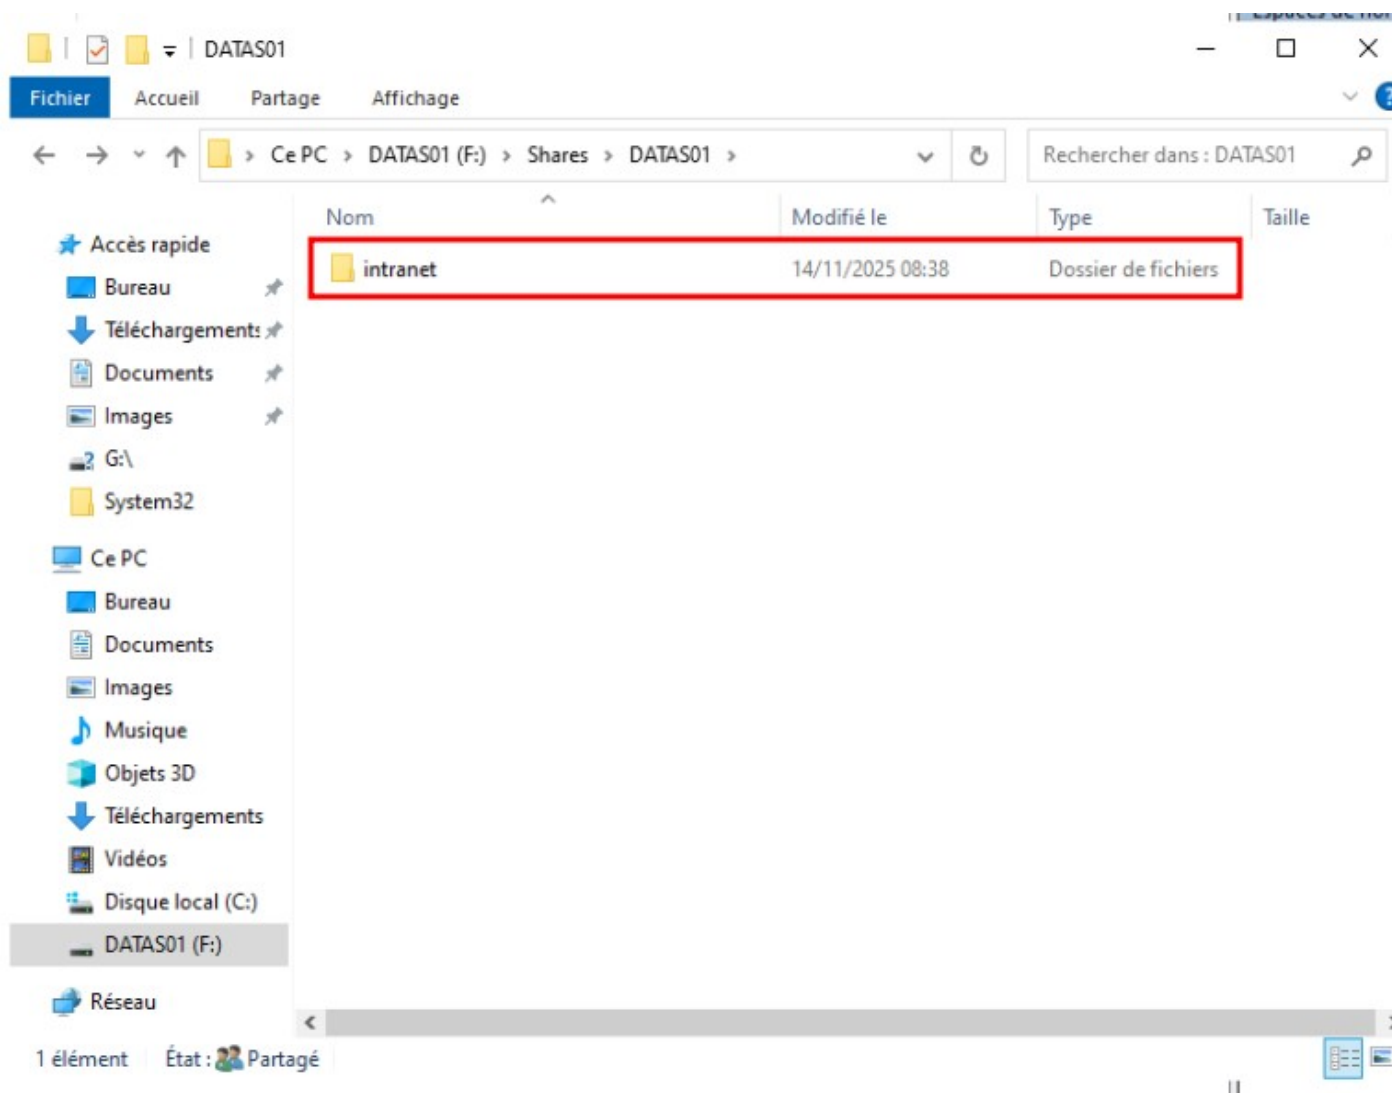 DATAS01
Fichier Accueil Partage Affichage
Ce PC > DATAS01 (F:) > Shares > DATAS01 >
Rechercher dans : DATAS01
Nom Modifié le Type Taille
intranet 14/11/2025 08:38 Dossier de fichiers
Accès rapide
Bureau
Téléchargements
Documents
Images
G:\
System32
Ce PC
Bureau
Documents
Images
Musique
Objets 3D
Téléchargements
Vidéos
Disque local (C:)
DATAS01 (F:)
Réseau
1 élément État : Partagé